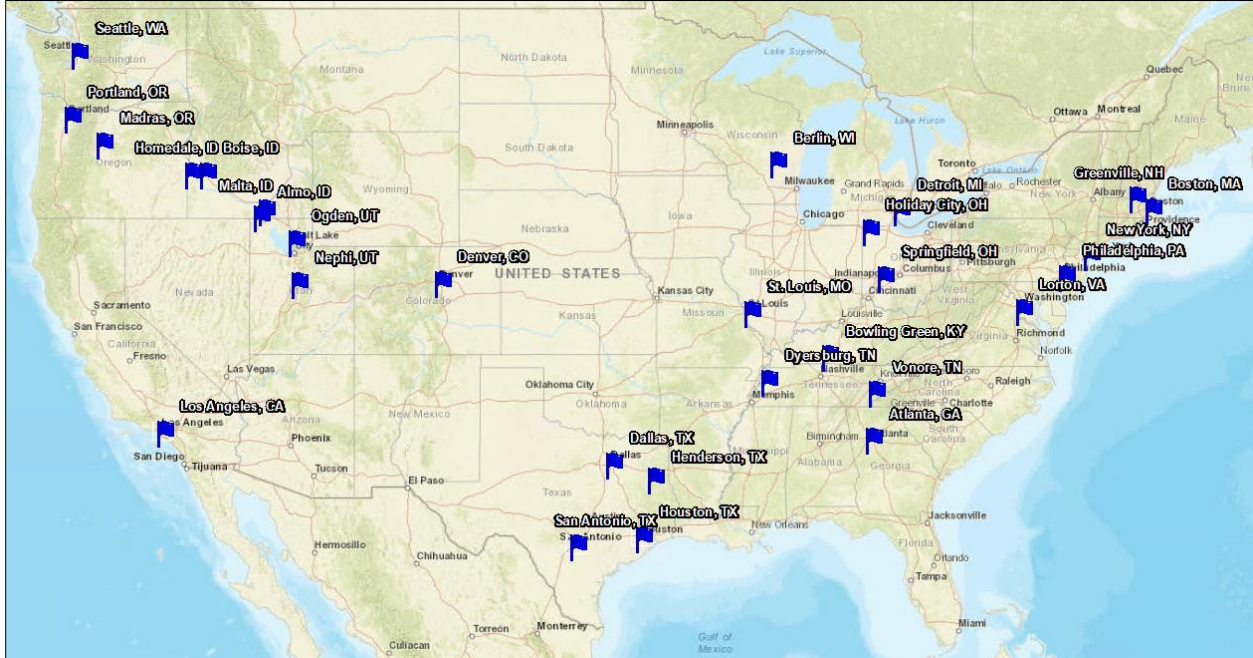 Seattle, WA
Seattle
Washington
North Dakota
Montana
Minnesota
Lake Superior
Quebec
Portland, OR
Portland
Madras, OR
Oregon
Homedale, ID
Boise, ID
Malta, ID
Almo, ID
Ogden, UT
Salt Lake
City
Nephi, UT
Wyoming
South Dakota
Minneapolis
Wisconsin
Berlin, WI
Milwaukee
Grand Rapids
Lake Huron
Ottawa
Montreal
Maine
Toronto
Lake Ontario
Rochester
New York
Albany
Greenville, NH
Boston, MA
Providence
Detroit, MI
Holiday City, OH
Chicago
Cleveland
Iowa
Nebraska
New York, NY
Philadelphia, PA
Philadelphia
Pittsburgh
Springfield, OH
Columbus
Cincinnati
Illinois
Lorton, VA
Washington
West
Virginia
Virginia
Richmond
Norfolk
Denver, CO
Denver
Colorado
UNITED STATES
Kansas City
Kansas
Missouri
St. Louis, MO
Louisville
Bowling Green, KY
Nashville
Tennessee
Dyersburg, TN
Memphis
Vonore, TN
North
Carolina
Raleigh
Greenville
Charlotte
South
Carolina
Atlanta, GA
Georgia
Birmingham
Alabama
Sacramento
San Francisco
California
Fresno
Nevada
Las Vegas
Los Angeles, CA
Los Angeles
San Diego
Tijuana
Arizona
Phoenix
Tucson
New Mexico
El Paso
Oklahoma City
Oklahoma
Arkansas
Dallas, TX
Dallas
Henderson, TX
Texas
Houston, TX
San Antonio, TX
San Antonio
New Orleans
Jacksonville
Florida
Orlando
Tampa
Miami
Hermosillo
Chihuahua
Torreón
Monterrey
Culiacan
Gulf of
Mexico